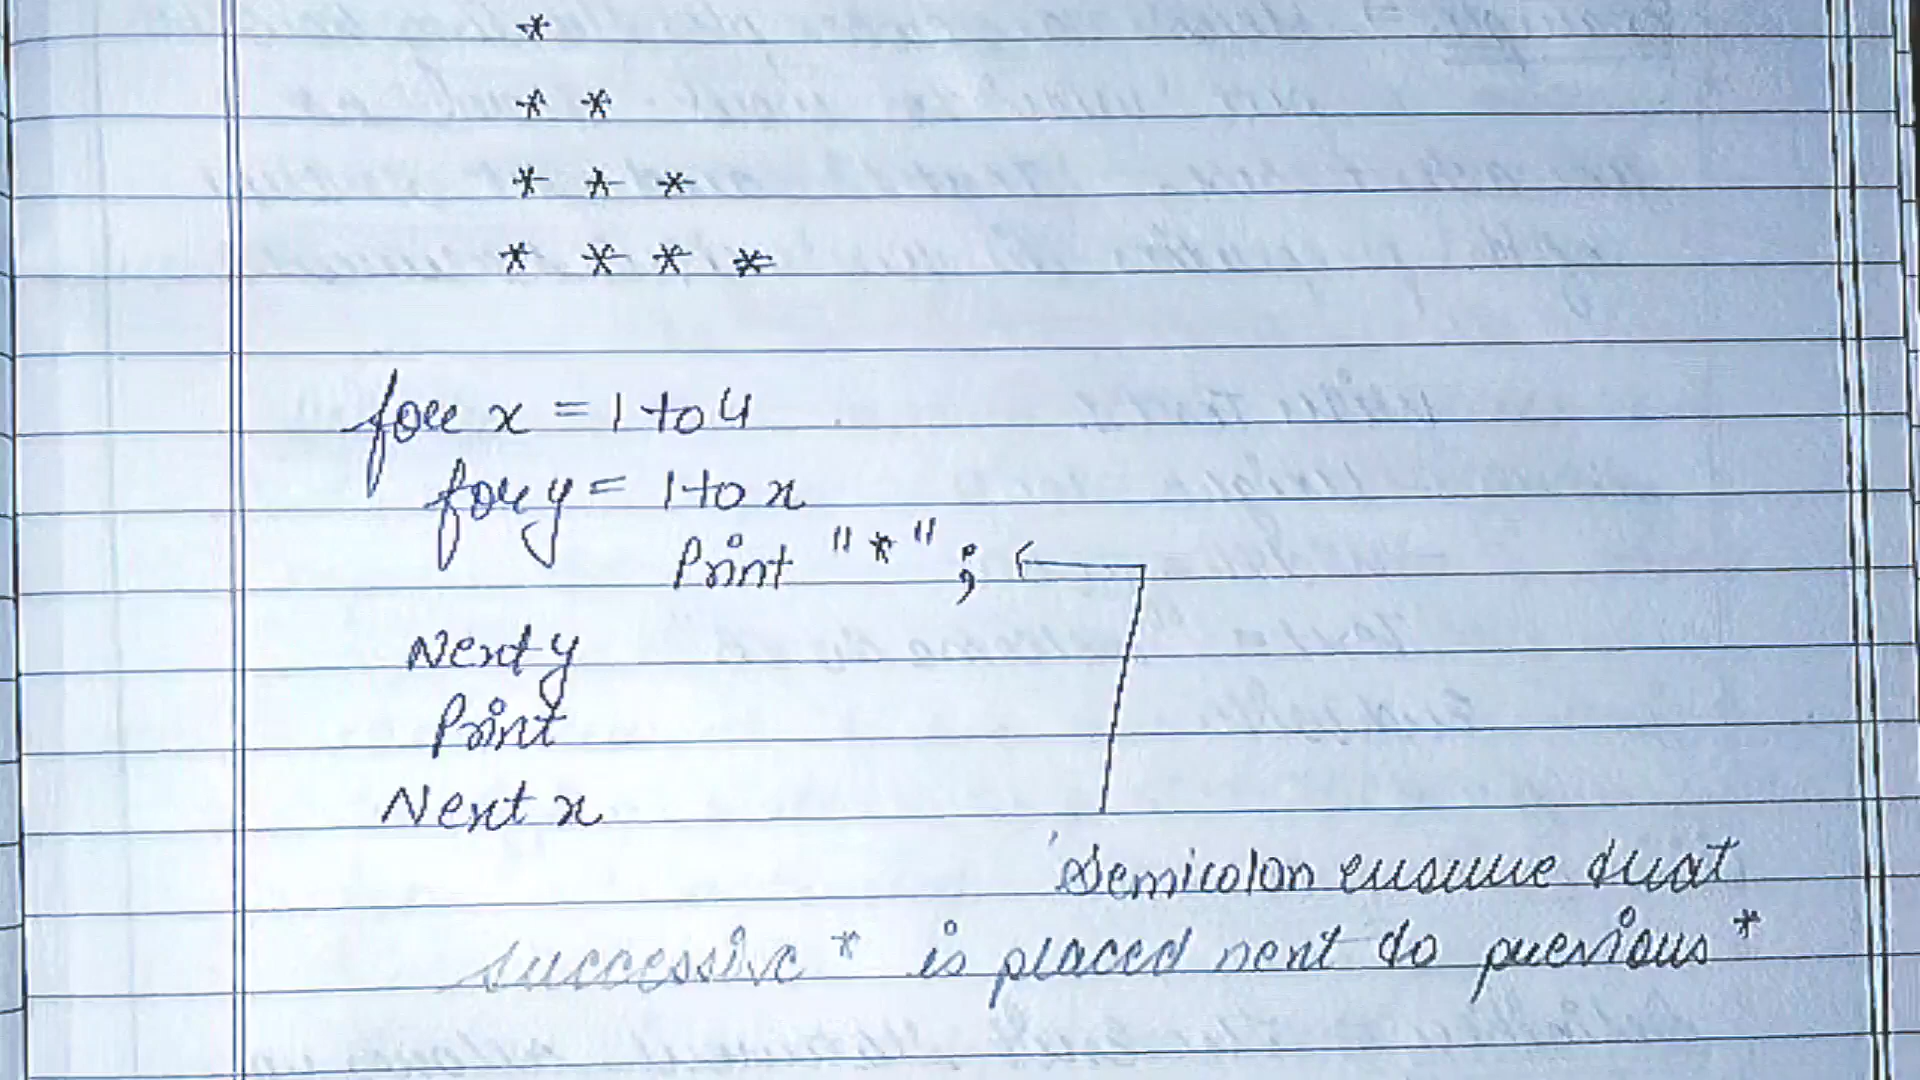 *
* *
* * *
* * * *
for x = 1 to 4
for y = 1 to x
Print "*" ;
Next y
Print
Next x
Semicolon ensure that
successive * is placed next to previous *